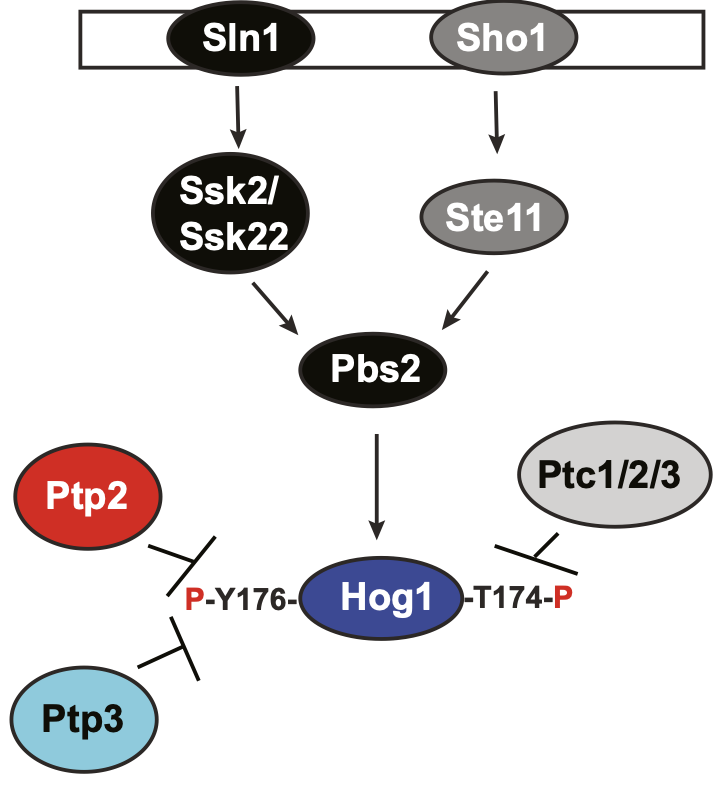 Sln1
Sho1
Ssk2/
Ssk22
Ste11
Pbs2
Ptp2
Ptc1/2/3
P-Y176-
Hog1
-T174-P
Ptp3